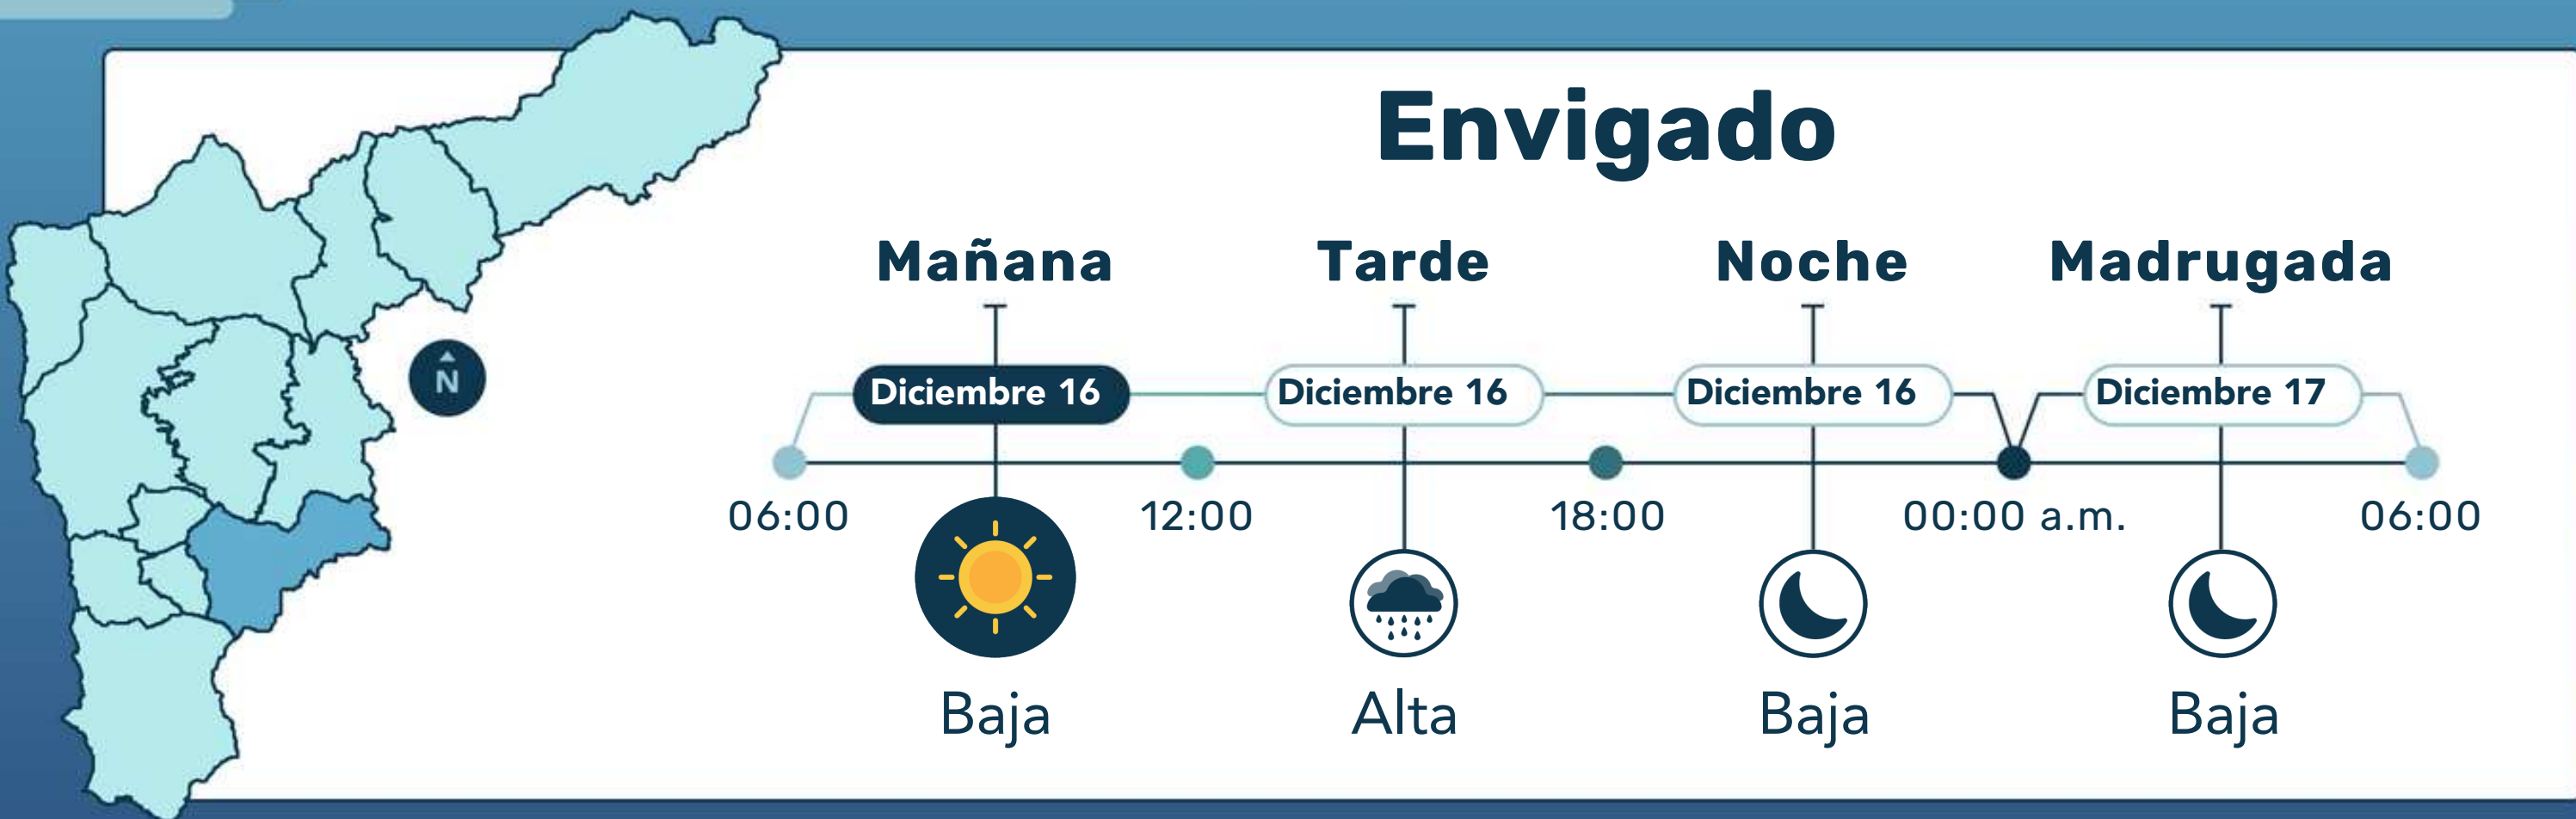 Envigado
Mañana Tarde Noche Madrugada
N
Diciembre 16 Diciembre 16 Diciembre 16 Diciembre 17
06:00 12:00 18:00 00:00 a.m. 06:00
Baja Alta Baja Baja